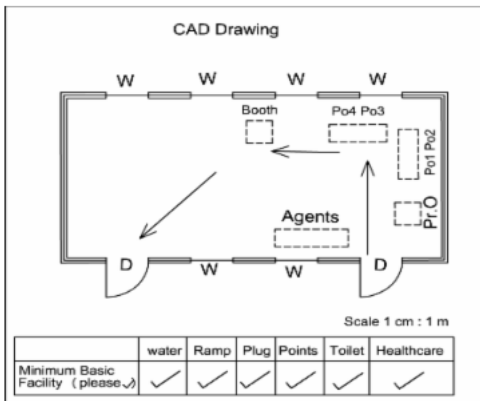 CAD Drawing
W W W W
Booth Po4 Po3
Po1 Po2
Pr.O
Agents
D W W D
Scale 1 cm : 1 m
water Ramp Plug Points Toilet Healthcare
Minimum Basic
Facility ( please ✓)
✓ ✓ ✓ ✓ ✓ ✓